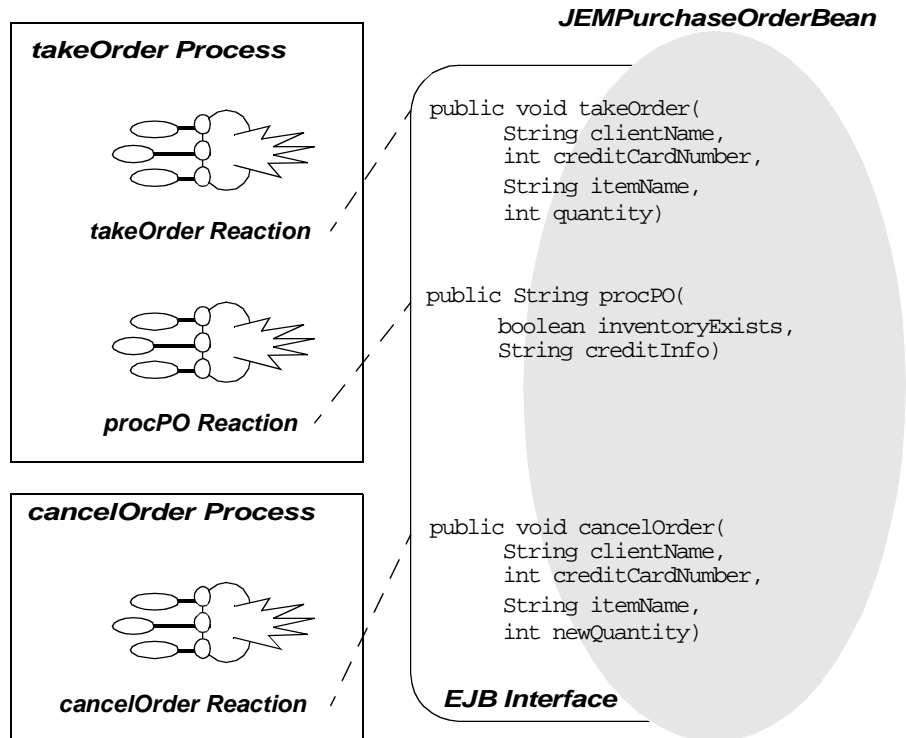 JEMPurchaseOrderBean
takeOrder Process
takeOrder Reaction
procPO Reaction
cancelOrder Process
cancelOrder Reaction
public void takeOrder(
String clientName,
int creditCardNumber,
String itemName,
int quantity)
public String procPO(
boolean inventoryExists,
String creditInfo)
public void cancelOrder(
String clientName,
int creditCardNumber,
String itemName,
int newQuantity)
EJB Interface